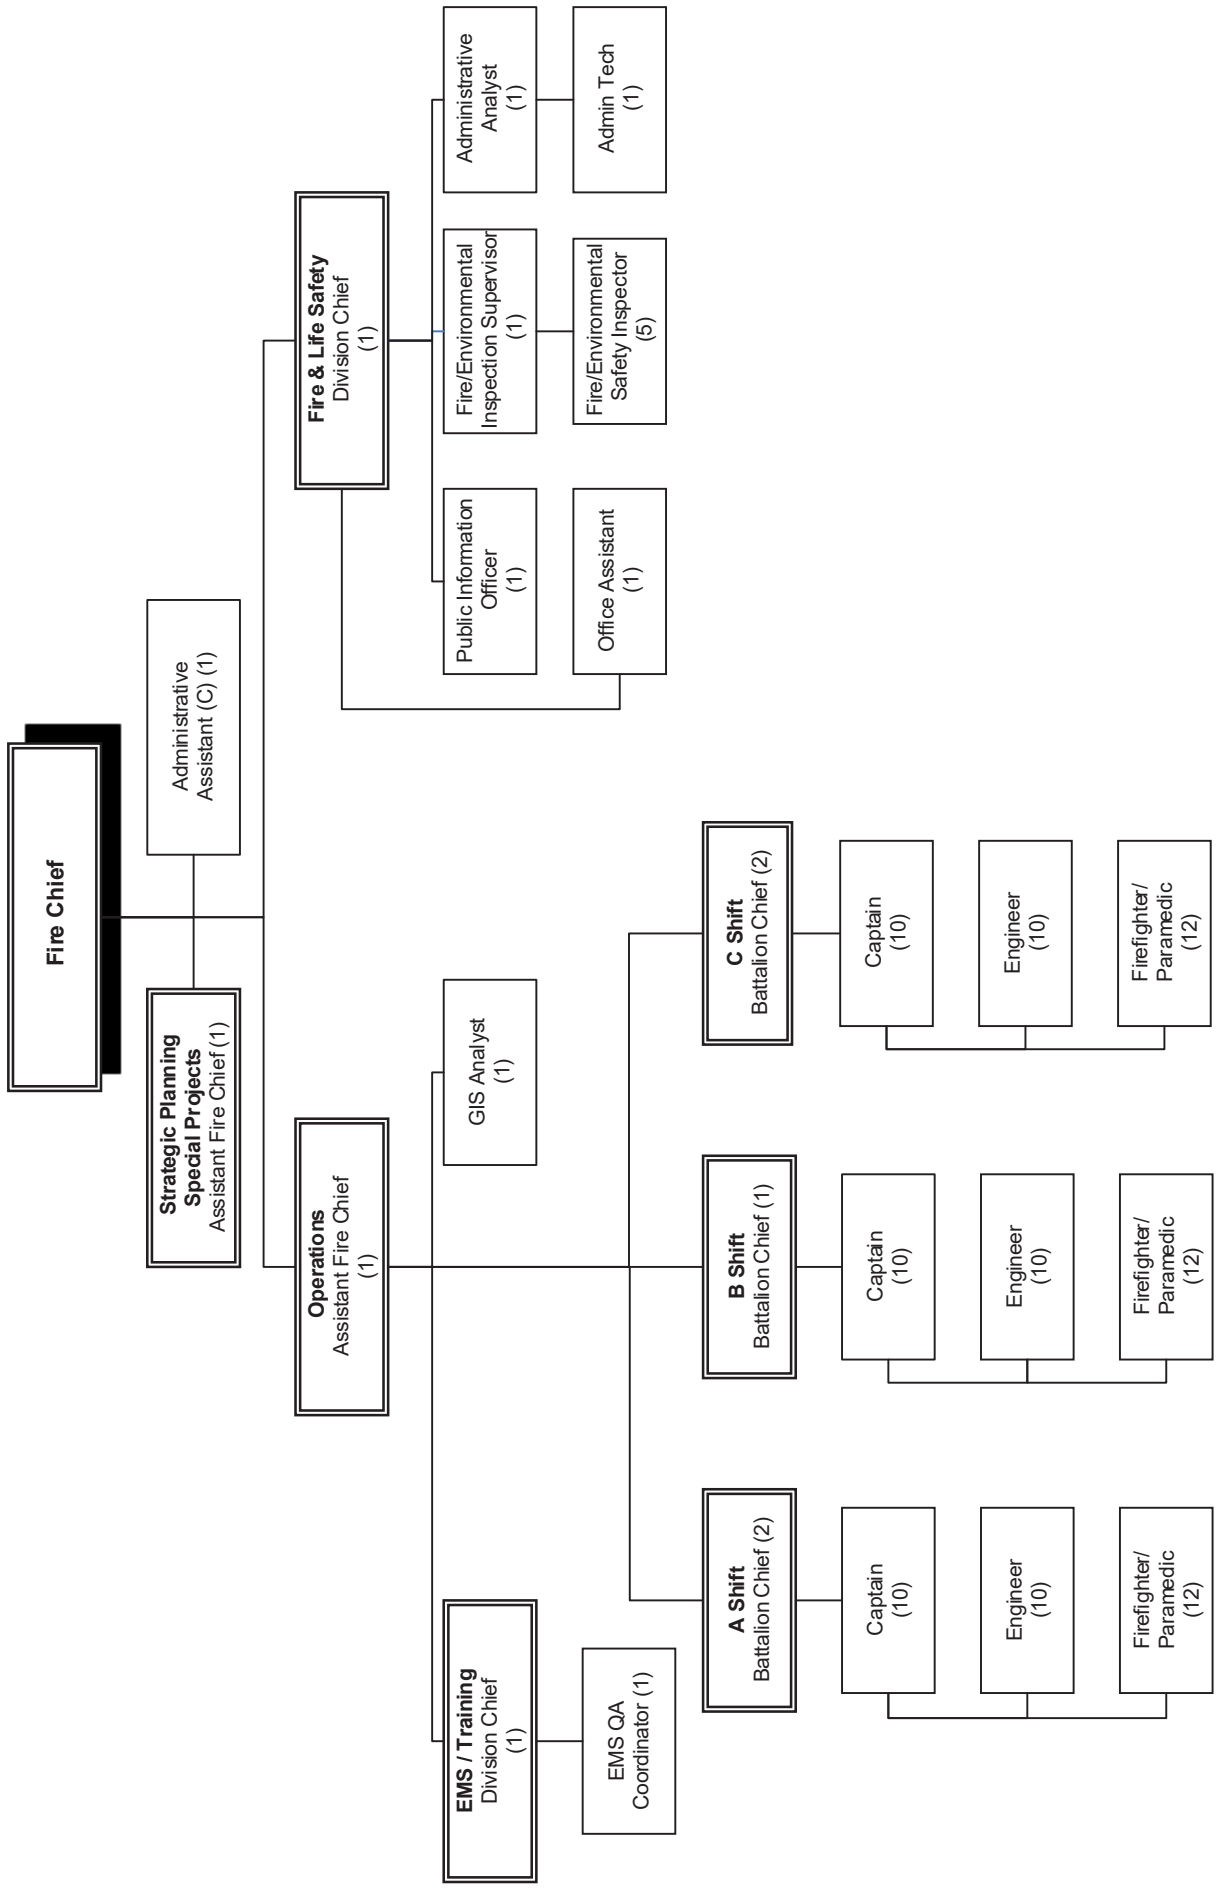 Fire Chief
Strategic Planning
Special Projects
Assistant Fire Chief (1)
Administrative
Assistant (C) (1)
Operations
Assistant Fire Chief
(1)
Fire & Life Safety
Division Chief
(1)
EMS / Training
Division Chief
(1)
GIS Analyst
(1)
Public Information
Officer
(1)
Fire/Environmental
Inspection Supervisor
(1)
Administrative
Analyst
(1)
EMS QA
Coordinator (1)
Office Assistant
(1)
Fire/Environmental
Safety Inspector
(5)
Admin Tech
(1)
A Shift
Battalion Chief (2)
B Shift
Battalion Chief (1)
C Shift
Battalion Chief (2)
Captain
(10)
Captain
(10)
Captain
(10)
Engineer
(10)
Engineer
(10)
Engineer
(10)
Firefighter/
Paramedic
(12)
Firefighter/
Paramedic
(12)
Firefighter/
Paramedic
(12)